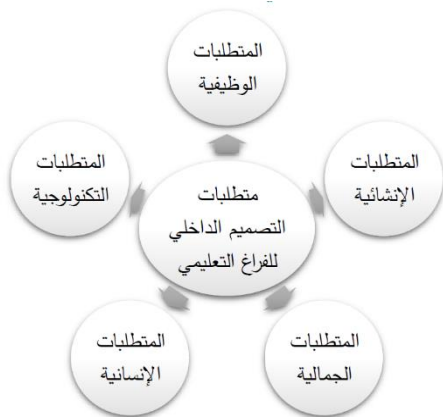 المتطلبات
الوظيفية
المتطلبات
الإنشائية
المتطلبات
التكنولوجية
متطلبات
التصميم الداخلي
للفراغ التعليمي
المتطلبات
الجمالية
المتطلبات
الإنسانية